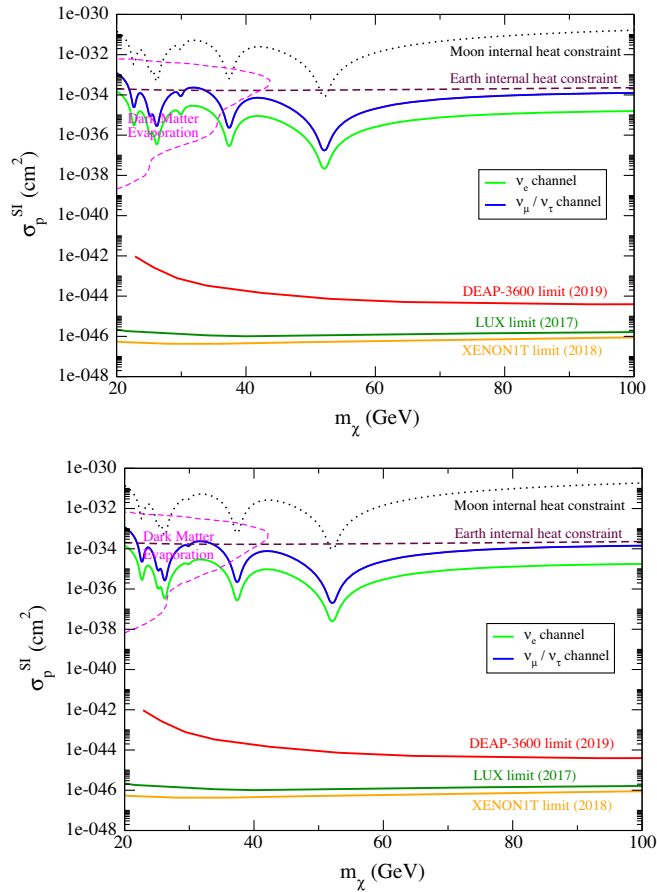 1e-030
1e-032
Moon internal heat constraint
Earth internal heat constraint
1e-034
Dark Matter
Evaporation
1e-036
1e-038
σ_p^SI (cm^2)
ν_e channel
ν_μ / ν_τ channel
1e-040
1e-042
DEAP-3600 limit (2019)
1e-044
LUX limit (2017)
1e-046
XENON1T limit (2018)
1e-048
20 40 60 80 100
m_χ (GeV)
1e-030
1e-032
Moon internal heat constraint
Earth internal heat constraint
Dark Matter
1e-034
Evaporation
1e-036
1e-038
σ_p^SI (cm^2)
ν_e channel
ν_μ / ν_τ channel
1e-040
1e-042
DEAP-3600 limit (2019)
1e-044
LUX limit (2017)
1e-046
XENON1T limit (2018)
1e-048
20 40 60 80 100
m_χ (GeV)